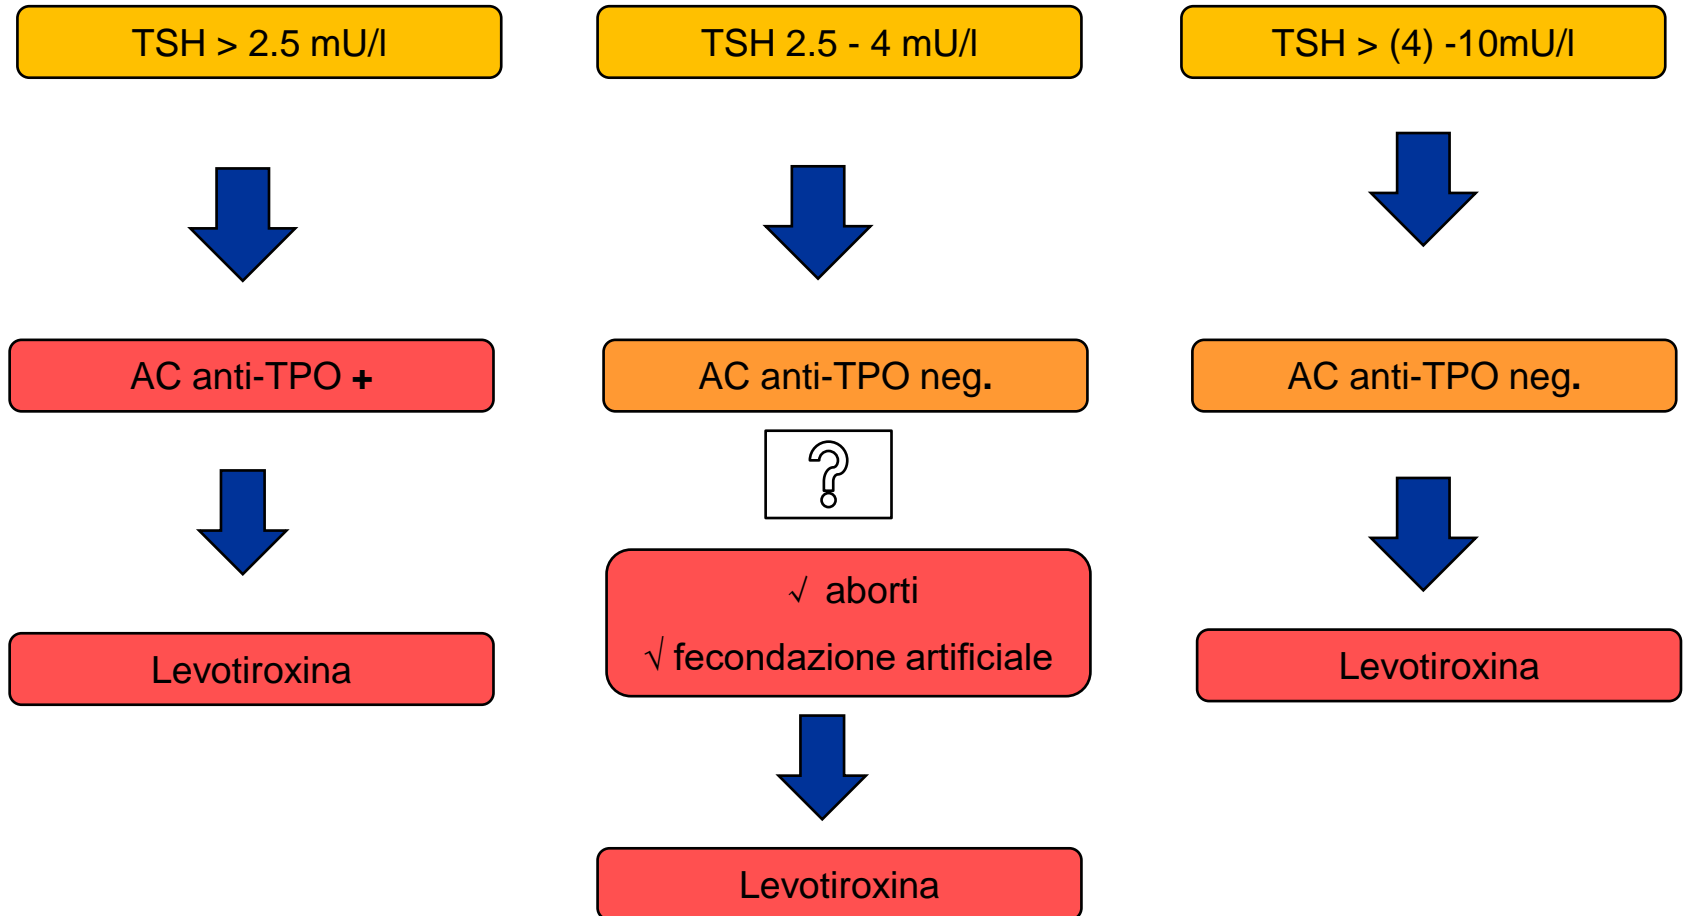 TSH > 2.5 mU/l
AC anti-TPO +
Levotiroxina
TSH 2.5 - 4 mU/l
AC anti-TPO neg.
?
√ aborti
√ fecondazione artificiale
Levotiroxina
TSH > (4) -10mU/l
AC anti-TPO neg.
Levotiroxina